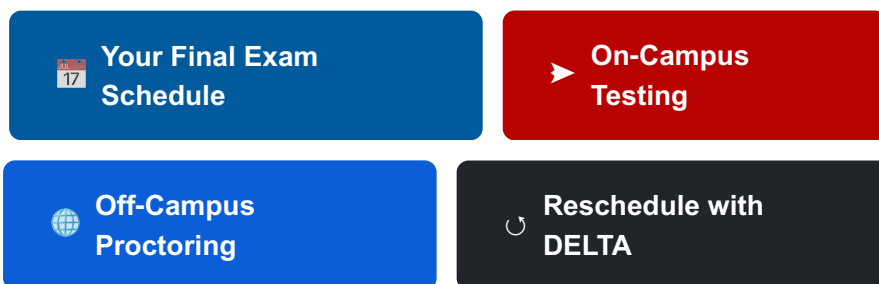 Your Final Exam
Schedule
On-Campus
Testing
Off-Campus
Proctoring
Reschedule with
DELTA